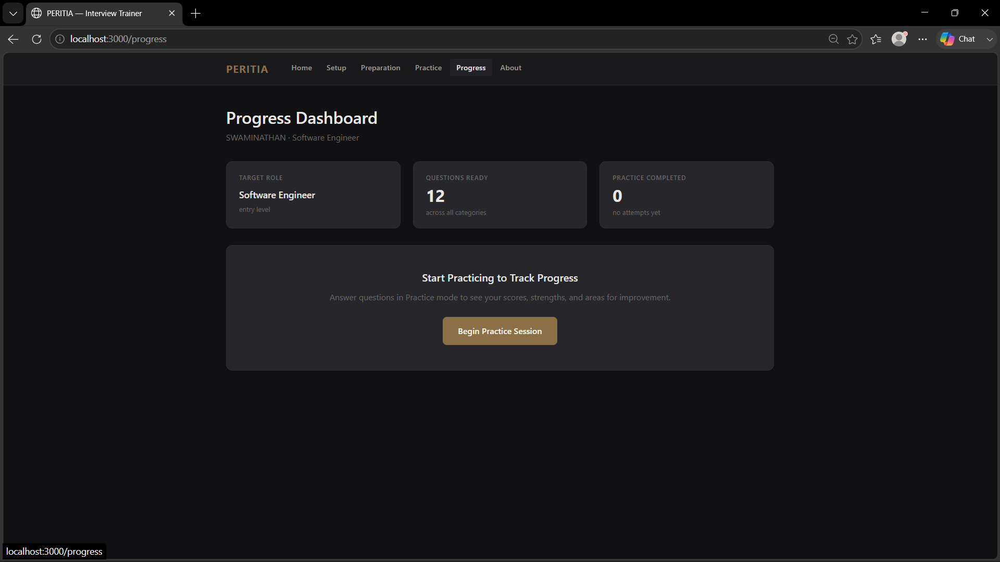 PERITIA — Interview Trainer
localhost:3000/progress
Chat
PERITIA
Home
Setup
Preparation
Practice
Progress
About
Progress Dashboard
SWAMINATHAN · Software Engineer
TARGET ROLE
Software Engineer
entry level
QUESTIONS READY
12
across all categories
PRACTICE COMPLETED
0
no attempts yet
Start Practicing to Track Progress
Answer questions in Practice mode to see your scores, strengths, and areas for improvement.
Begin Practice Session
localhost:3000/progress